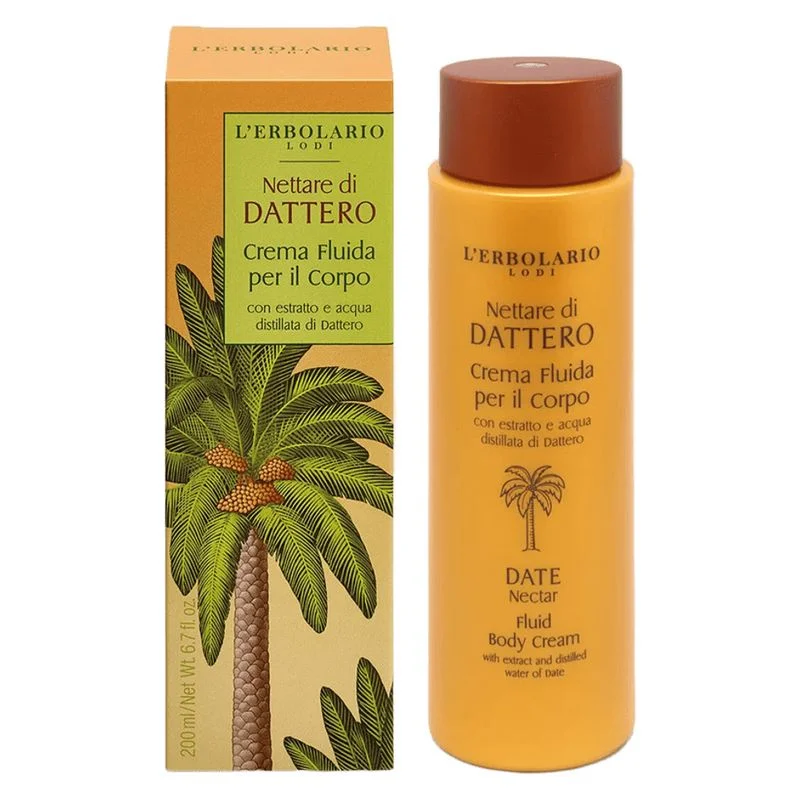 L'ERBOLARIO
LODI
L'ERBOLARIO
LODI
Nettare di
DATTERO
Crema Fluida
per il Corpo
con estratto e acqua
distillata di Dattero
200 ml/Net Wt. 6.7 fl. oz
L'ERBOLARIO
LODI
Nettare di
DATTERO
Crema Fluida
per il Corpo
con estratto e acqua
distillata di Dattero
DATE
Nectar
Fluid
Body Cream
with extract and distilled
water of Date